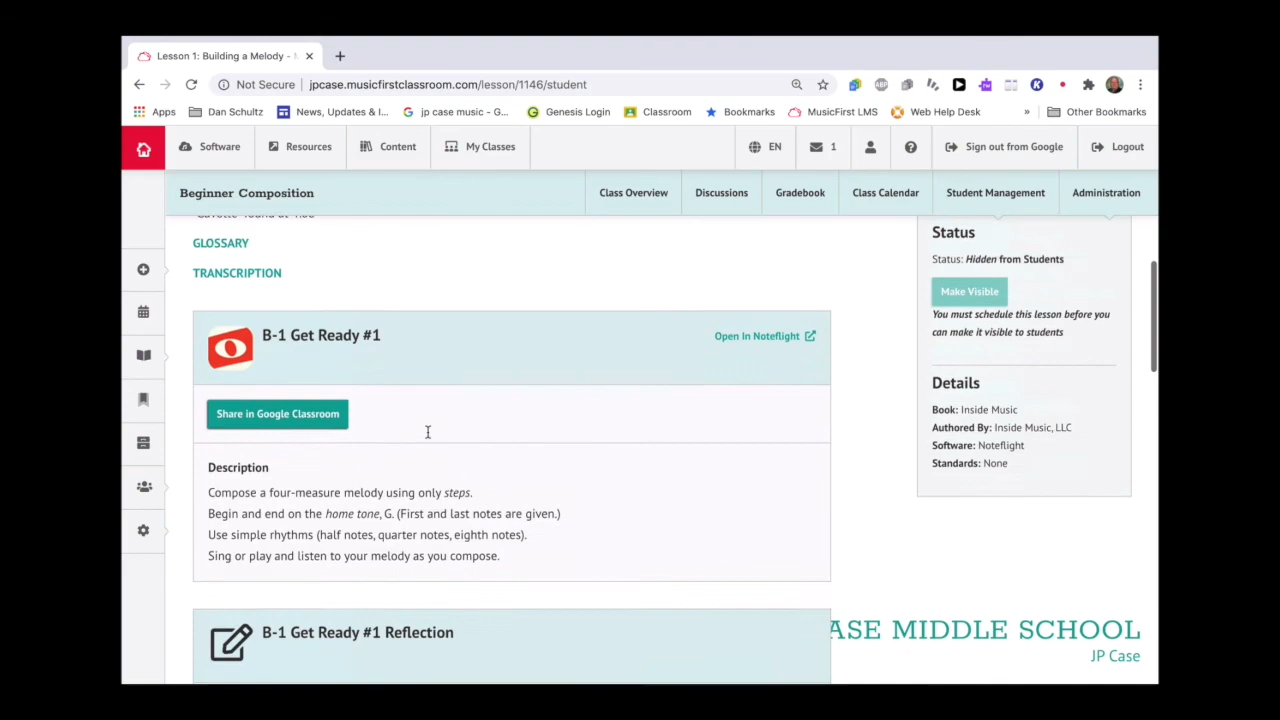 Lesson 1: Building a Melody -
Not Secure | jpcase.musicfirstclassroom.com/lesson/1146/student
Apps Dan Schultz News, Updates & I... jp case music - G... Genesis Login Classroom Bookmarks MusicFirst LMS Web Help Desk » Other Bookmarks
Software Resources Content My Classes EN 1 Sign out from Google Logout
Beginner Composition Class Overview Discussions Gradebook Class Calendar Student Management Administration
GLOSSARY
TRANSCRIPTION
B-1 Get Ready #1
Open In Noteflight
Share in Google Classroom
Description
Compose a four-measure melody using only steps.
Begin and end on the home tone, G. (First and last notes are given.)
Use simple rhythms (half notes, quarter notes, eighth notes).
Sing or play and listen to your melody as you compose.
B-1 Get Ready #1 Reflection
Status
Status: Hidden from Students
Make Visible
You must schedule this lesson before you
can make it visible to students
Details
Book: Inside Music
Authored By: Inside Music, LLC
Software: Noteflight
Standards: None
ASE MIDDLE SCHOOL
JP Case